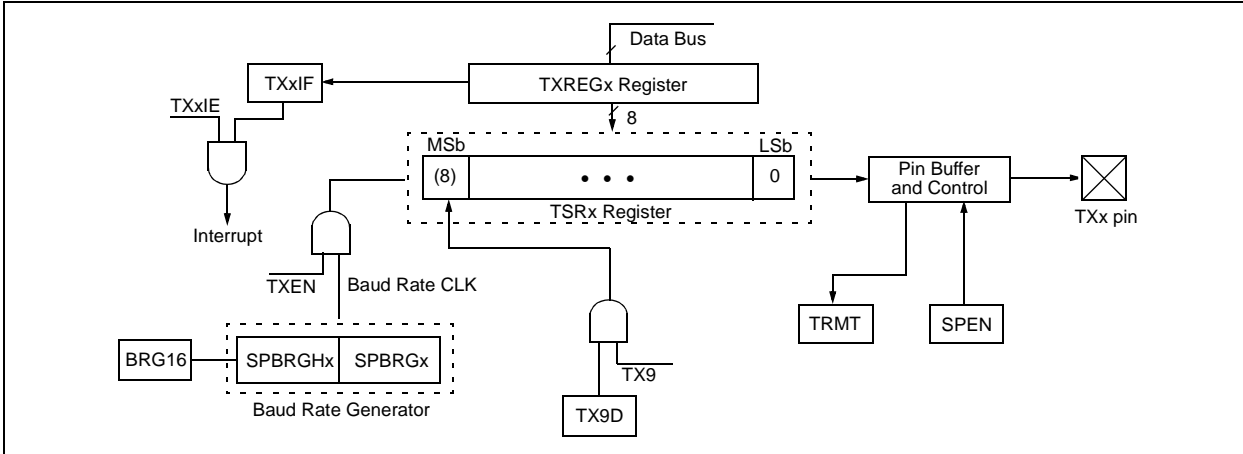 Data Bus
TXxIF
TXREGx Register
TXxIE
8
MSb
LSb
(8)
• • •
0
Pin Buffer
and Control
TSRx Register
TXx pin
Interrupt
TXEN
Baud Rate CLK
TRMT
SPEN
BRG16
SPBRGHx
SPBRGx
TX9
Baud Rate Generator
TX9D